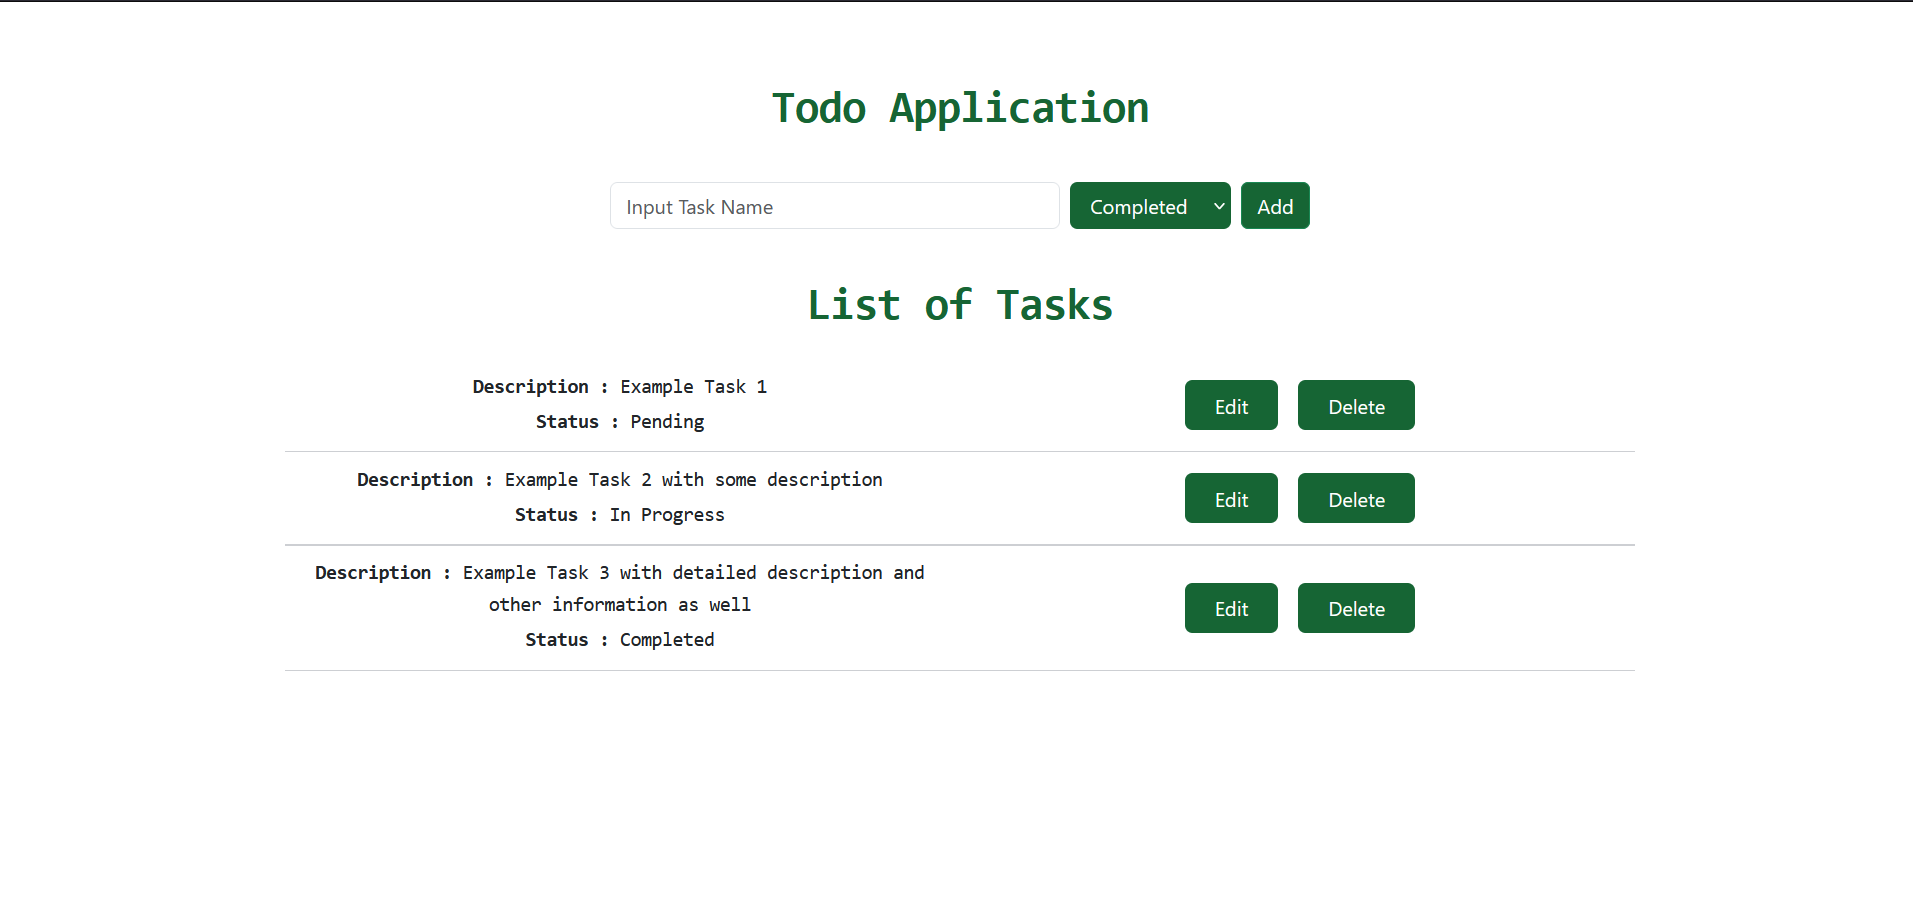 Todo Application
Input Task Name
Completed
Add
List of Tasks
Description : Example Task 1
Status : Pending
Edit
Delete
Description : Example Task 2 with some description
Status : In Progress
Edit
Delete
Description : Example Task 3 with detailed description and
other information as well
Status : Completed
Edit
Delete